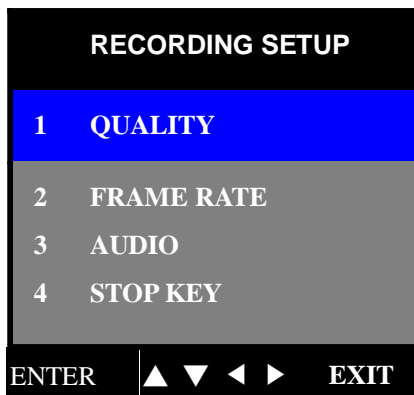 RECORDING SETUP
1 QUALITY
2 FRAME RATE
3 AUDIO
4 STOP KEY
ENTER ▲ ▼ ◀ ▶ EXIT